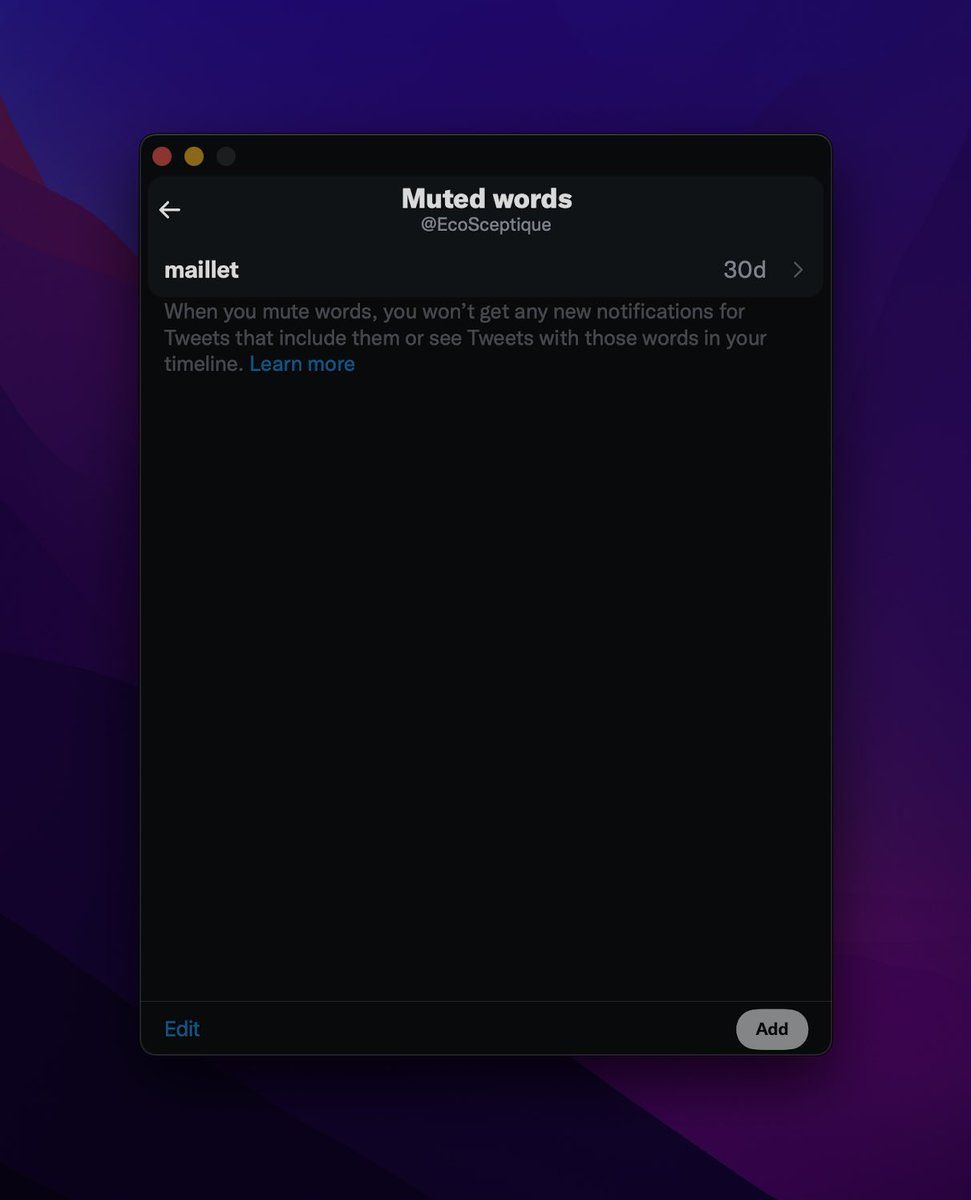 Muted words
@EcoSceptique
maillet 30d
When you mute words, you won’t get any new notifications for
Tweets that include them or see Tweets with those words in your
timeline. Learn more
Edit Add